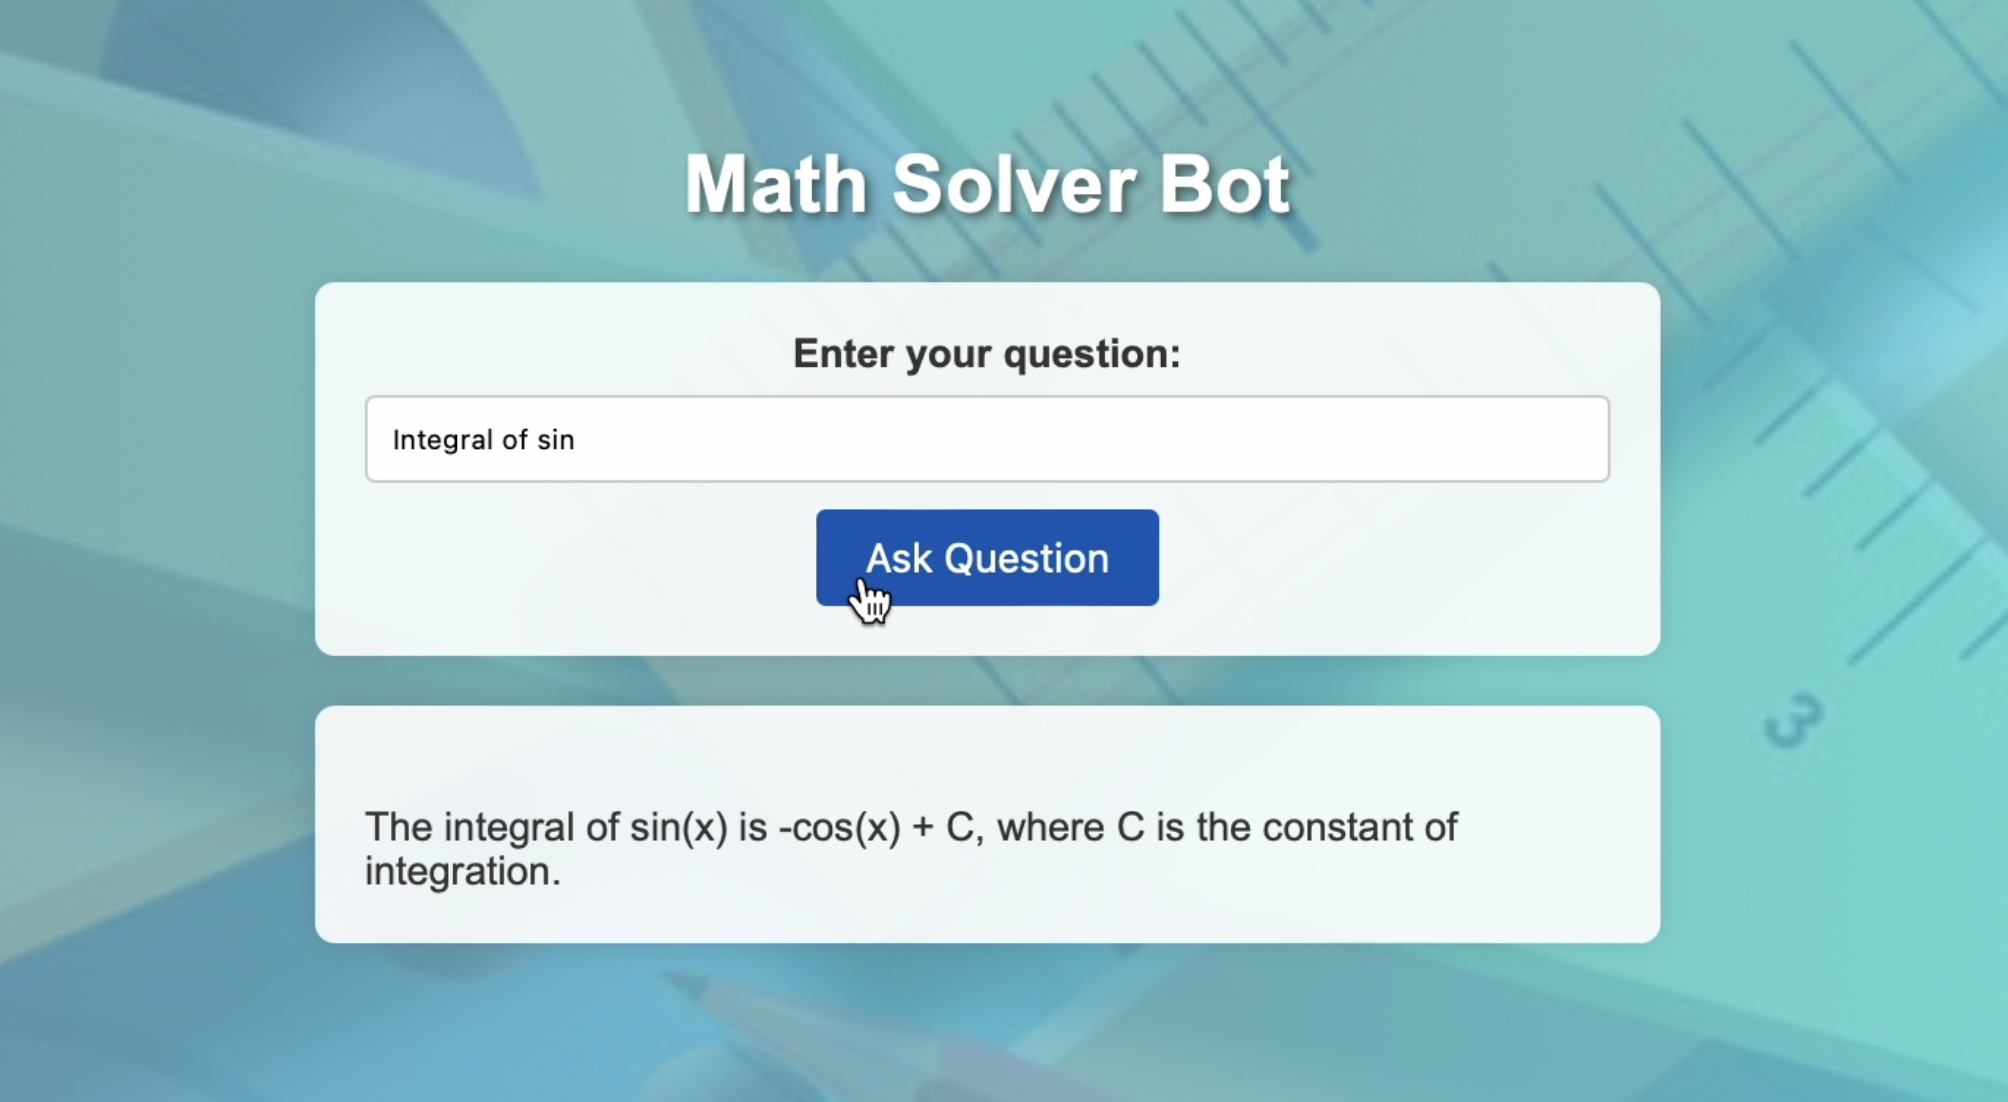 Math Solver Bot
Enter your question:
Integral of sin
Ask Question
The integral of sin(x) is -cos(x) + C, where C is the constant of
integration.
3